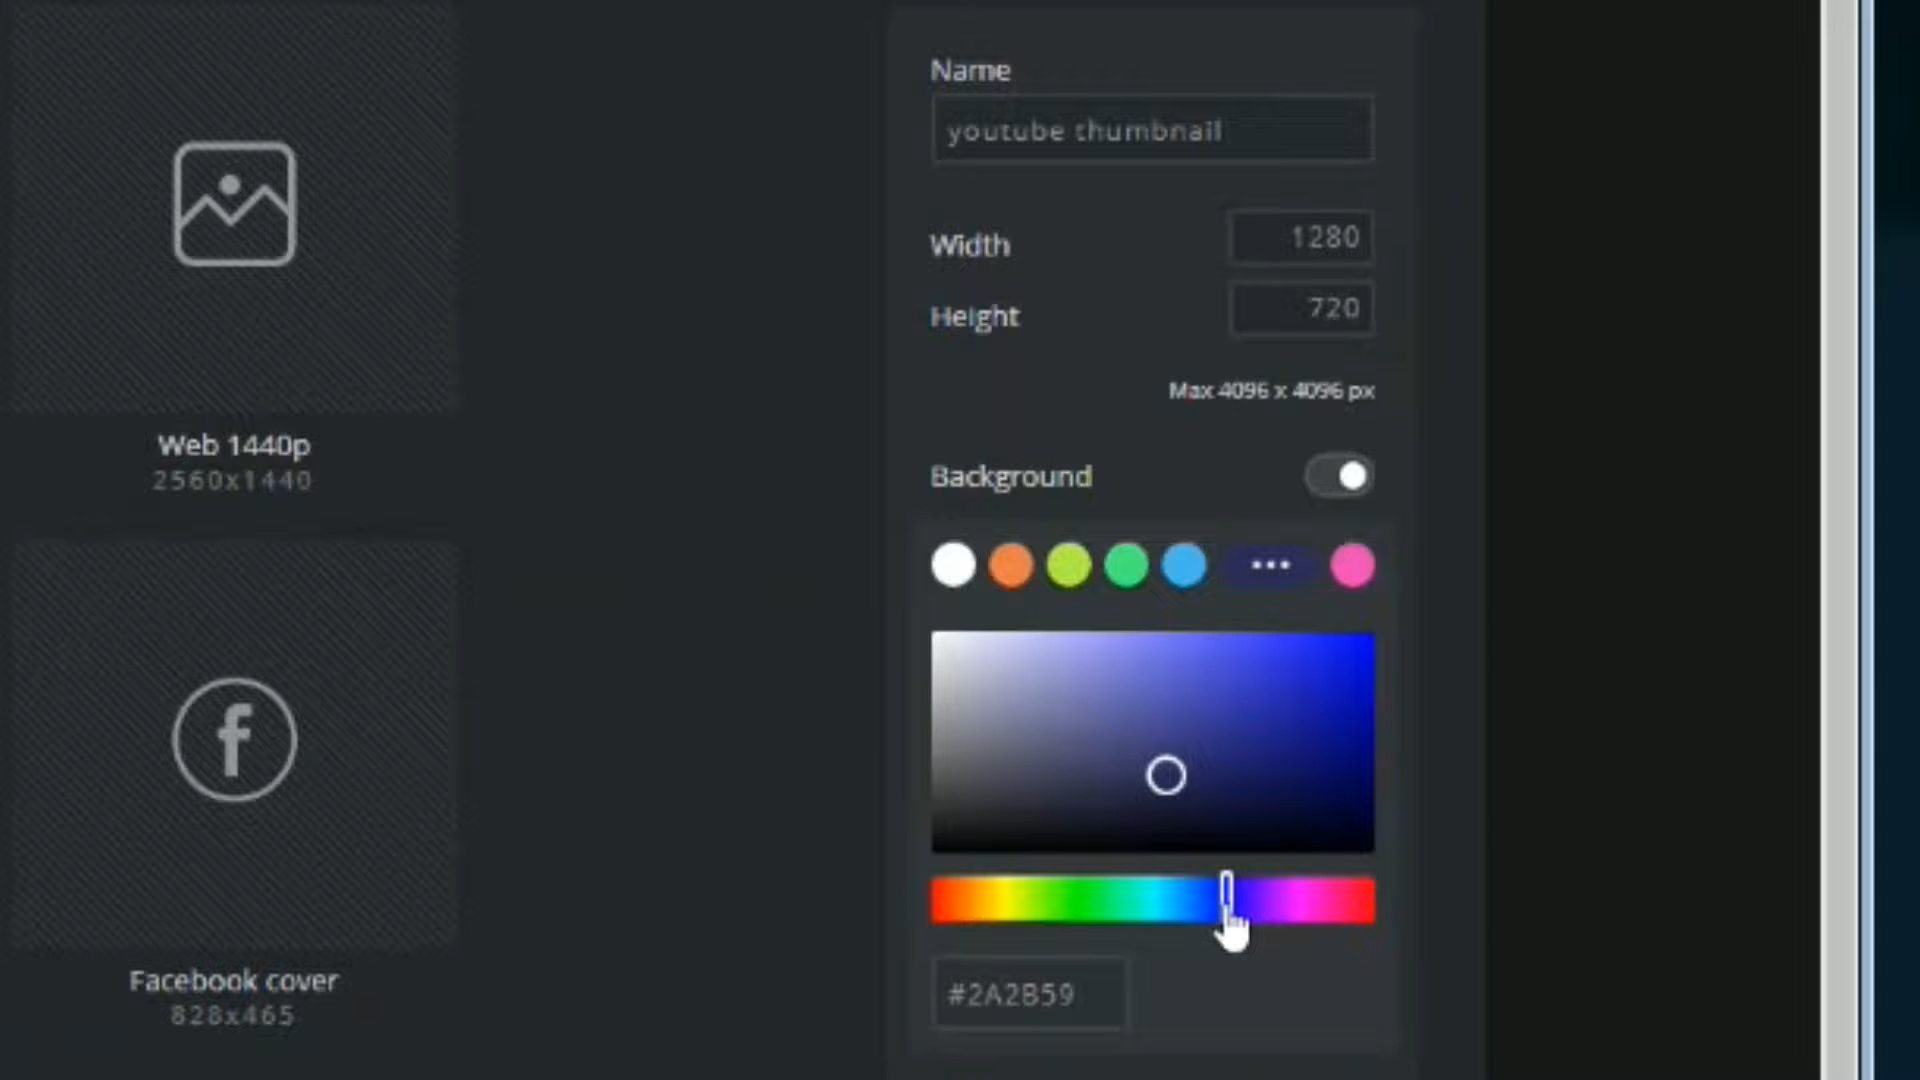 Name
youtube thumbnail
Width 1280
Height 720
Max 4096 x 4096 px
Web 1440p
2560x1440
Background
Facebook cover
828x465
#2A2B59